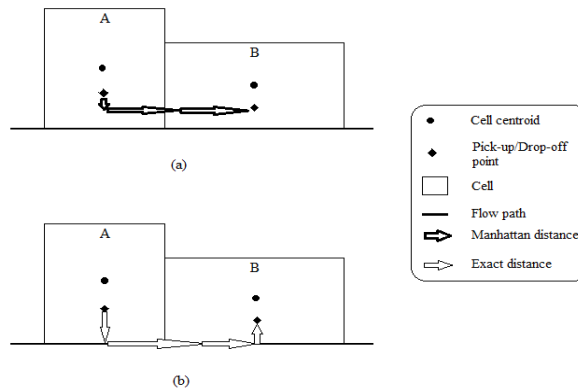 A
B
(a)
A
B
(b)
Cell centroid
Pick-up/Drop-off
point
Cell
Flow path
Manhattan distance
Exact distance